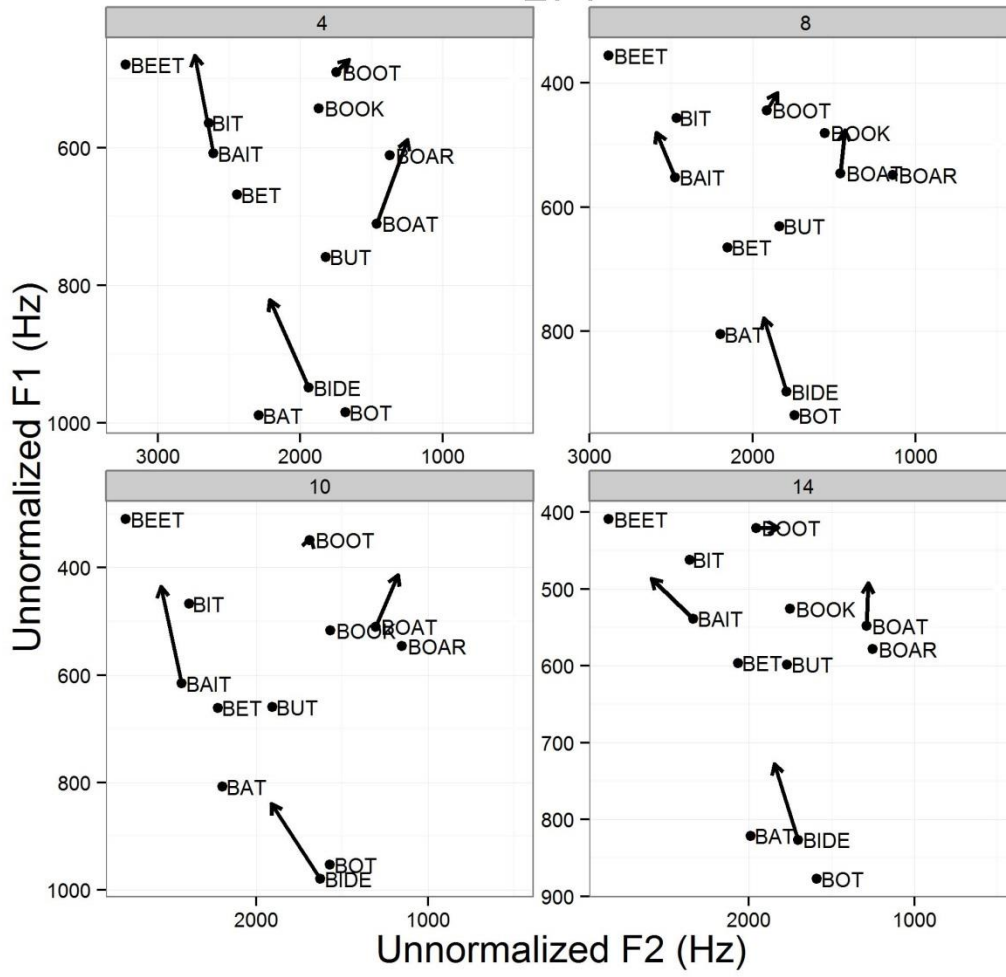 4
8
BEET
BOOT
BOOK
BIT
BAIT
BOAR
BET
BOAT
BUT
BIDE
BAT
BOT
600
800
1000
3000
2000
1000
BEET
BOOT
BIT
BOOK
BAIT
BOAT
BOAR
BUT
BET
BAT
BIDE
BOT
400
600
800
3000
2000
1000
10
14
BEET
BOOT
BIT
BOOK
BOAT
BOAR
BAIT
BET
BUT
BAT
BOT
BIDE
400
600
800
1000
2000
1000
BEET
BOOT
BIT
BOOK
BAIT
BOAT
BOAR
BET
BUT
BAT
BIDE
BOT
400
500
600
700
800
900
2000
1000
Unnormalized F1 (Hz)
Unnormalized F2 (Hz)